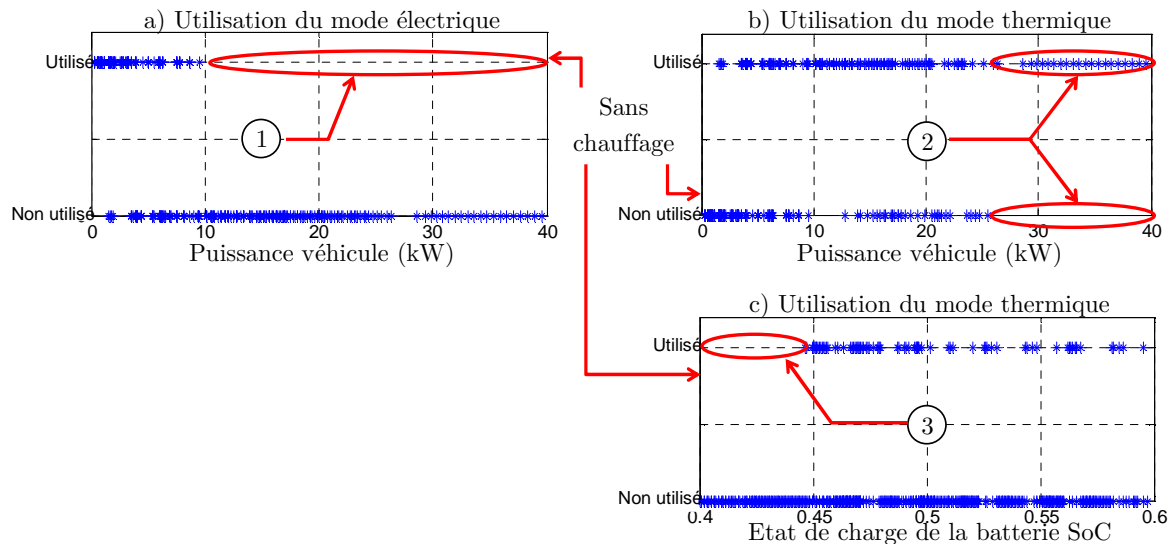 a) Utilisation du mode électrique
Utilisé
1
Non utilisé
0 10 20 30 40
Puissance véhicule (kW)
Sans
chauffage
b) Utilisation du mode thermique
Utilisé
2
Non utilisé
0 10 20 30 40
Puissance véhicule (kW)
c) Utilisation du mode thermique
Utilisé
3
Non utilisé
0.4 0.45 0.5 0.55 0.6
Etat de charge de la batterie SoC